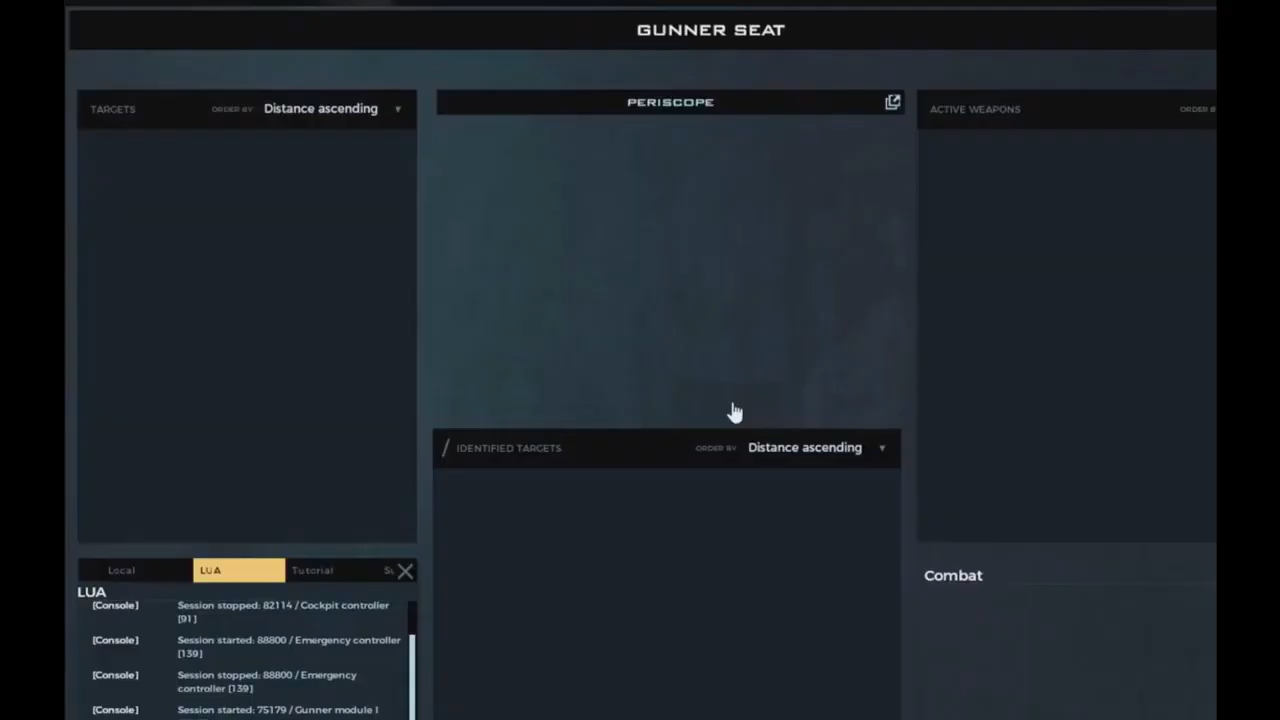 GUNNER SEAT
TARGETS ORDER BY Distance ascending
PERISCOPE
ACTIVE WEAPONS ORDER B
IDENTIFIED TARGETS ORDER BY Distance ascending
Local LUA Tutorial
LUA
[Console] Session stopped: 82114 / Cockpit controller
[91]
[Console] Session started: 88800 / Emergency controller
[139]
[Console] Session stopped: 88800 / Emergency
controller [139]
[Console] Session started: 75179 / Gunner module
Combat